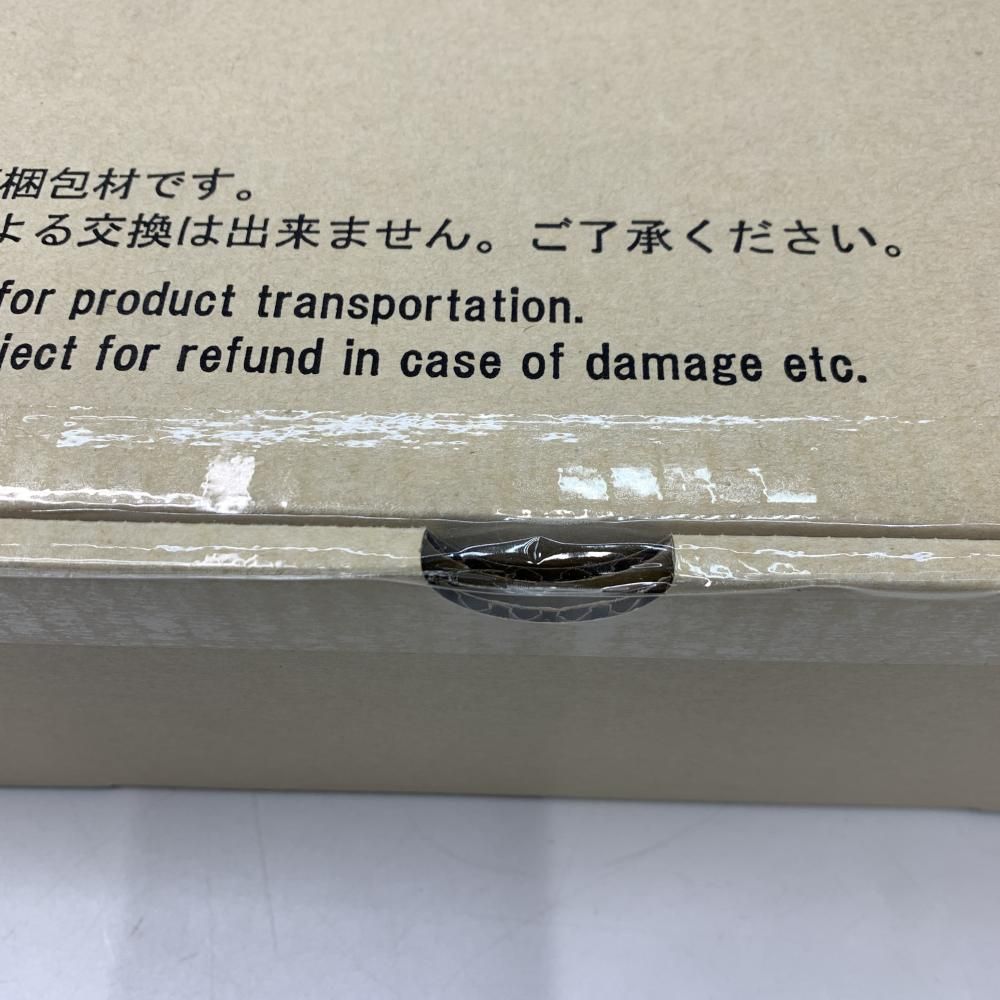 梱包材です。
よる交換は出来ません。ご了承ください。
for product transportation.
ject for refund in case of damage etc.